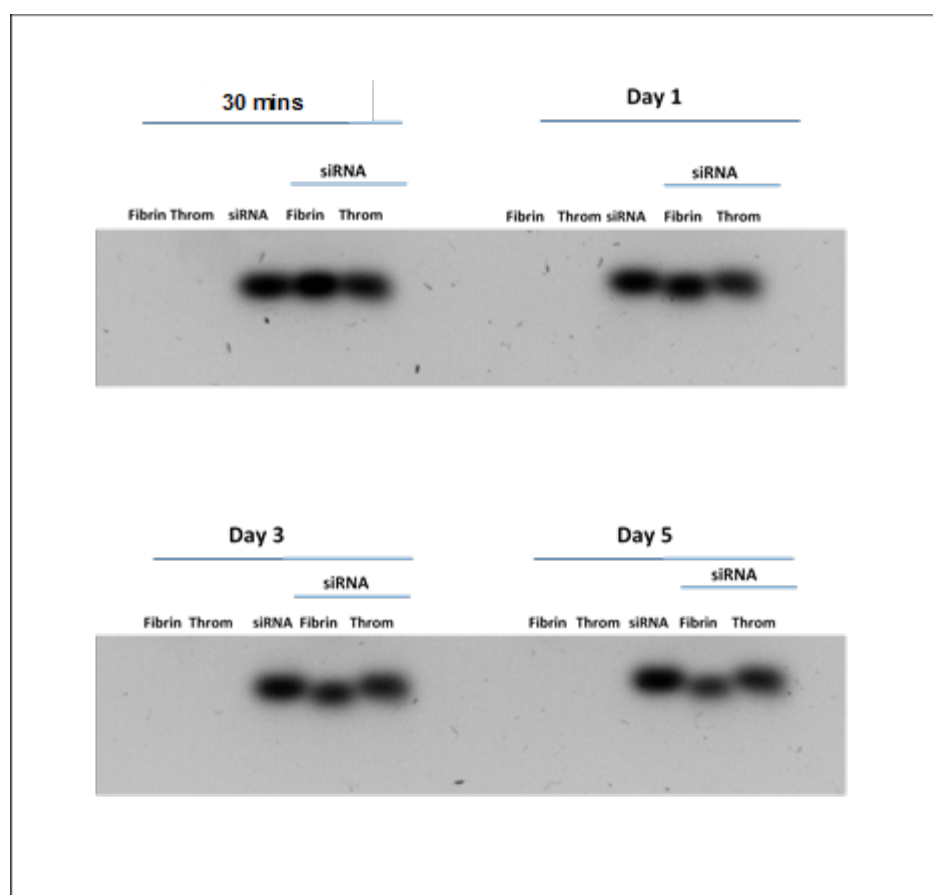 30 mins
Day 1
siRNA
siRNA
Fibrin Throm siRNA Fibrin Throm
Fibrin Throm siRNA Fibrin Throm
Day 3
Day 5
siRNA
siRNA
Fibrin Throm siRNA Fibrin Throm
Fibrin Throm siRNA Fibrin Throm